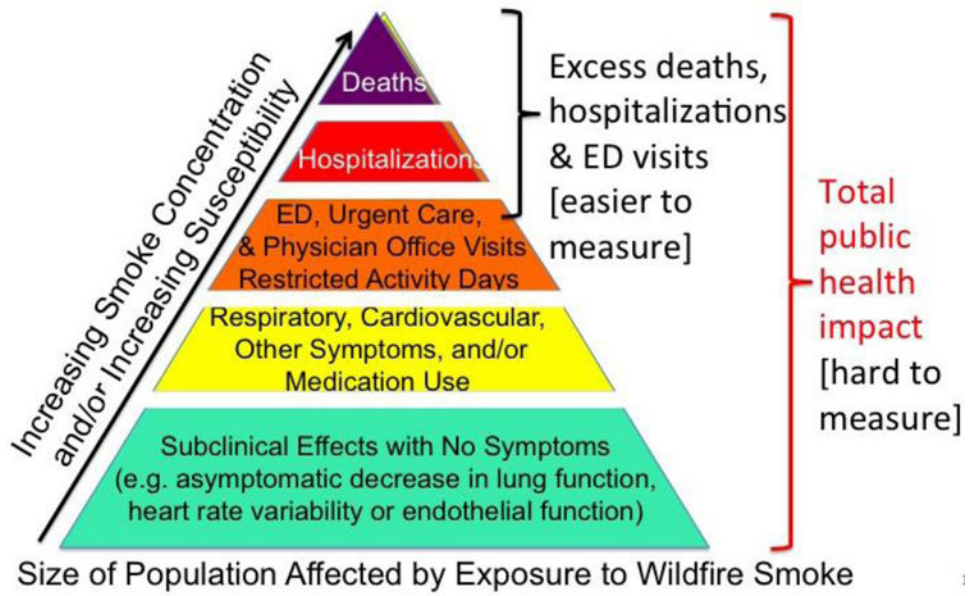 Increasing Smoke Concentration
and/or Increasing Susceptibility
Deaths
Hospitalizations
ED, Urgent Care,
& Physician Office Visits
Restricted Activity Days
Respiratory, Cardiovascular,
Other Symptoms, and/or
Medication Use
Subclinical Effects with No Symptoms
(e.g. asymptomatic decrease in lung function,
heart rate variability or endothelial function)
Excess deaths,
hospitalizations
& ED visits
[easier to
measure]
Total
public
health
impact
[hard to
measure]
Size of Population Affected by Exposure to Wildfire Smoke